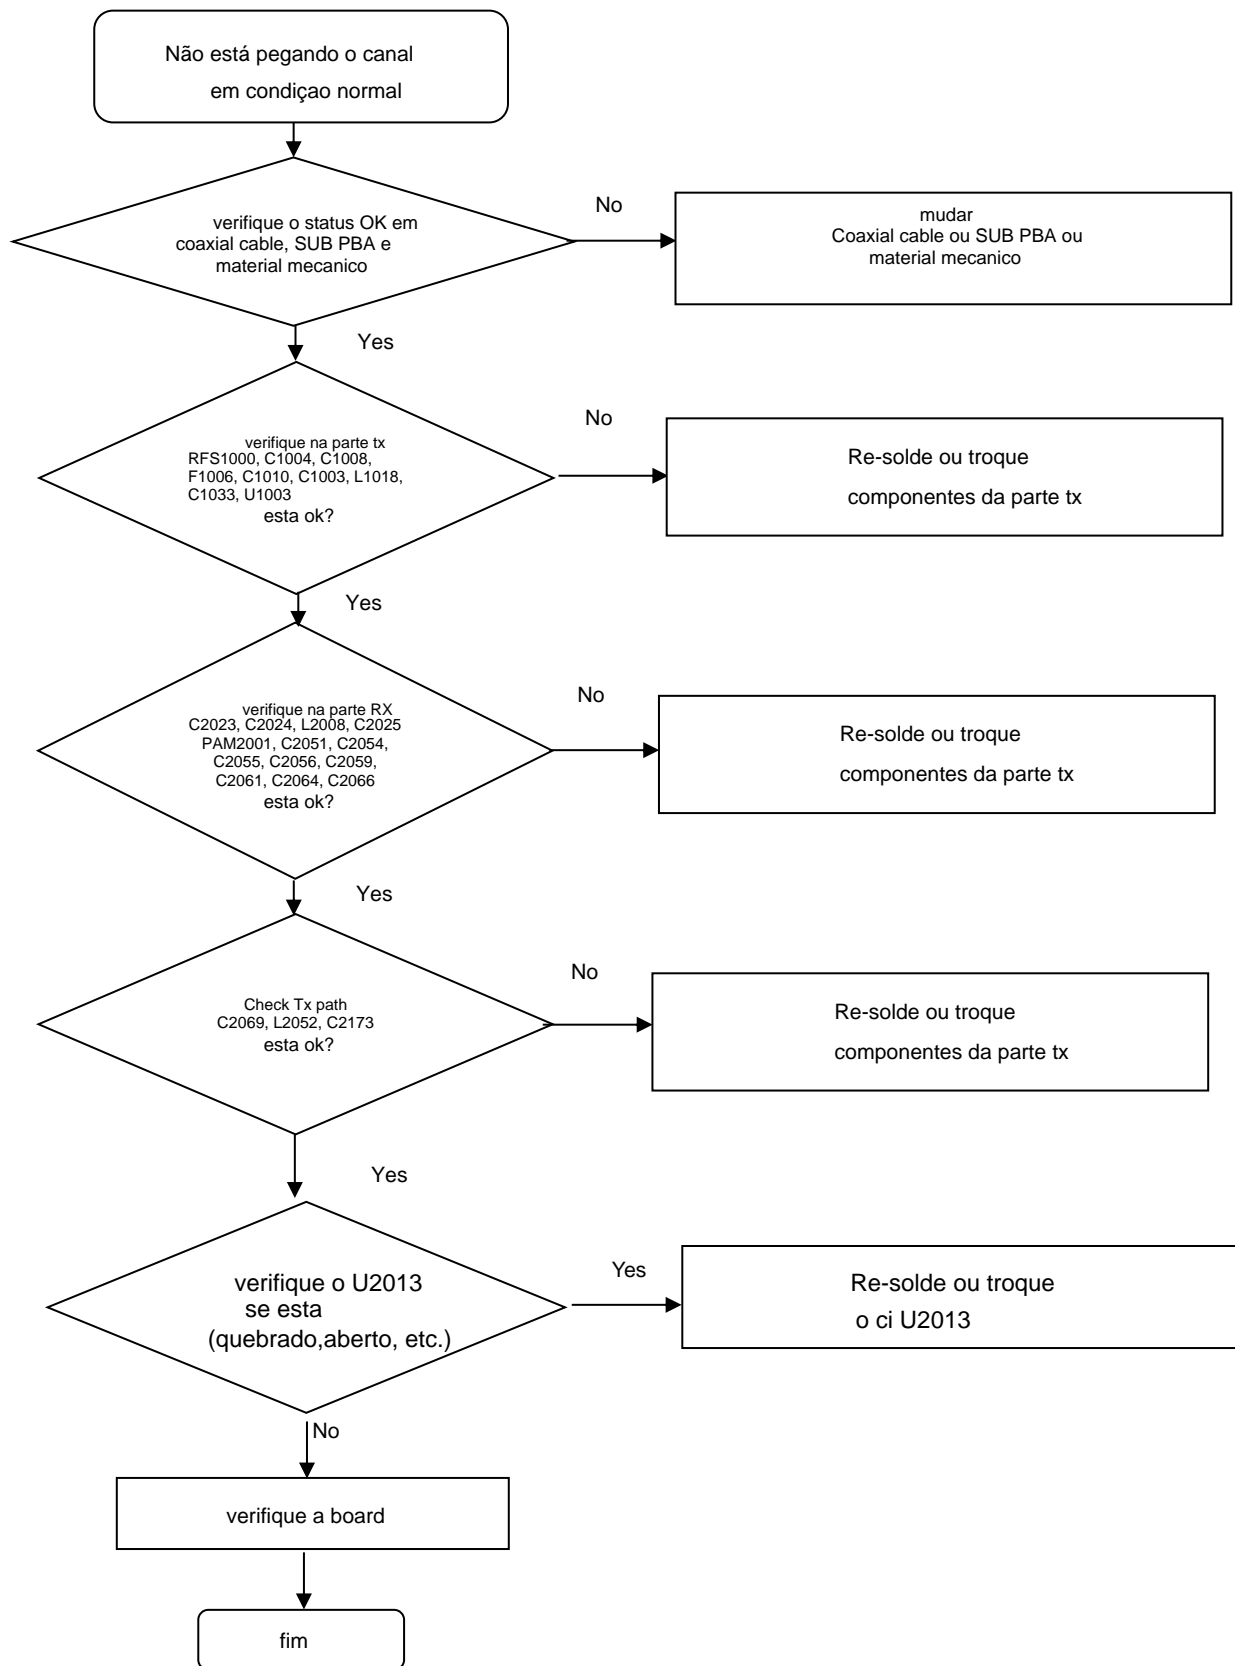 Não está pegando o canal
em condiçao normal
verifique o status OK em
coaxial cable, SUB PBA e
material mecanico
No
mudar
Coaxial cable ou SUB PBA ou
material mecanico
Yes
verifique na parte tx
RFS1000, C1004, C1008,
F1006, C1010, C1003, L1018,
C1033, U1003
esta ok?
No
Re-solde ou troque
componentes da parte tx
Yes
verifique na parte RX
C2023, C2024, L2008, C2025
PAM2001, C2051, C2054,
C2055, C2056, C2059,
C2061, C2064, C2066
esta ok?
No
Re-solde ou troque
componentes da parte tx
Yes
Check Tx path
C2069, L2052, C2173
esta ok?
No
Re-solde ou troque
componentes da parte tx
Yes
verifique o U2013
se esta
(quebrado,aberto, etc.)
Yes
Re-solde ou troque
o ci U2013
No
verifique a board
fim